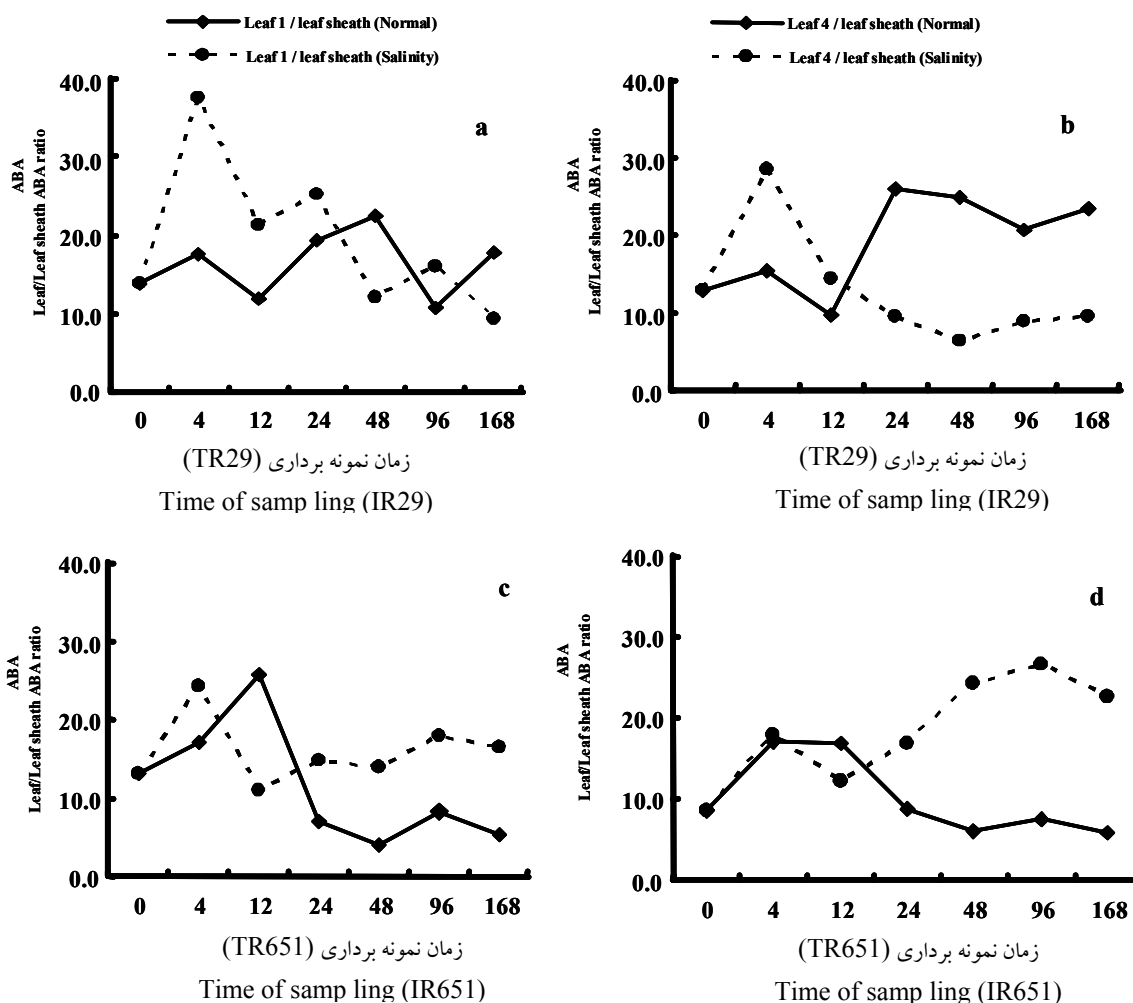 Leaf 1 / leaf sheath (Normal)
Leaf 1 / leaf sheath (Salinity)
Leaf 4 / leaf sheath (Normal)
Leaf 4 / leaf sheath (Salinity)
a
ABA
Leaf/Leaf sheath ABA ratio
40.0
30.0
20.0
10.0
0.0
0 4 12 24 48 96 168
زمان نمونه برداری (TR29)
Time of samp ling (IR29)
b
ABA
Leaf/Leaf sheath ABA ratio
40.0
30.0
20.0
10.0
0.0
0 4 12 24 48 96 168
زمان نمونه برداری (TR29)
Time of samp ling (IR29)
c
ABA
Leaf/Leaf sheath ABA ratio
40.0
30.0
20.0
10.0
0.0
0 4 12 24 48 96 168
زمان نمونه برداری (TR651)
Time of samp ling (IR651)
d
ABA
Leaf/Leaf sheath ABA ratio
40.0
30.0
20.0
10.0
0.0
0 4 12 24 48 96 168
زمان نمونه برداری (TR651)
Time of samp ling (IR651)